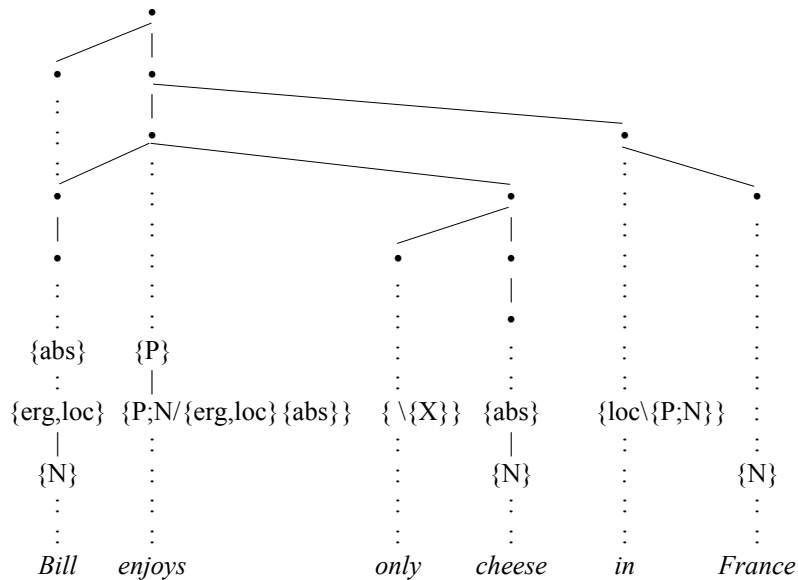 {abs} {P}
{erg,loc} {P;N/{erg,loc}{abs}} { \{X}} {abs} {loc\{P;N}}
{N} {N} {N}
Bill enjoys only cheese in France